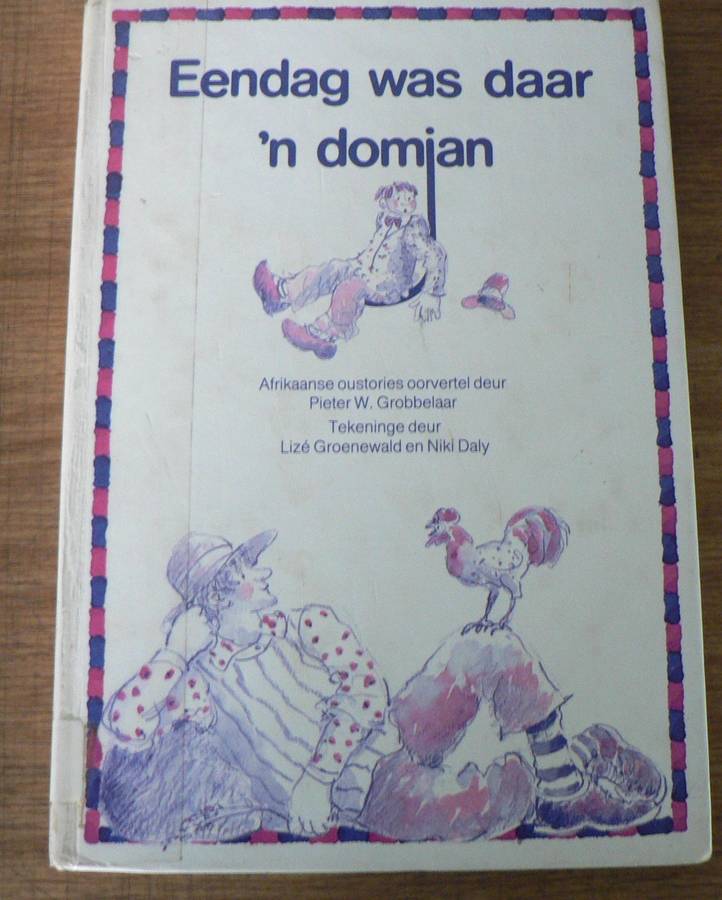 Eendag was daar
'n domjan
Afrikaanse oustories oorvertel deur
Pieter W. Grobbelaar
Tekeninge deur
Lizé Groenewald en Niki Daly